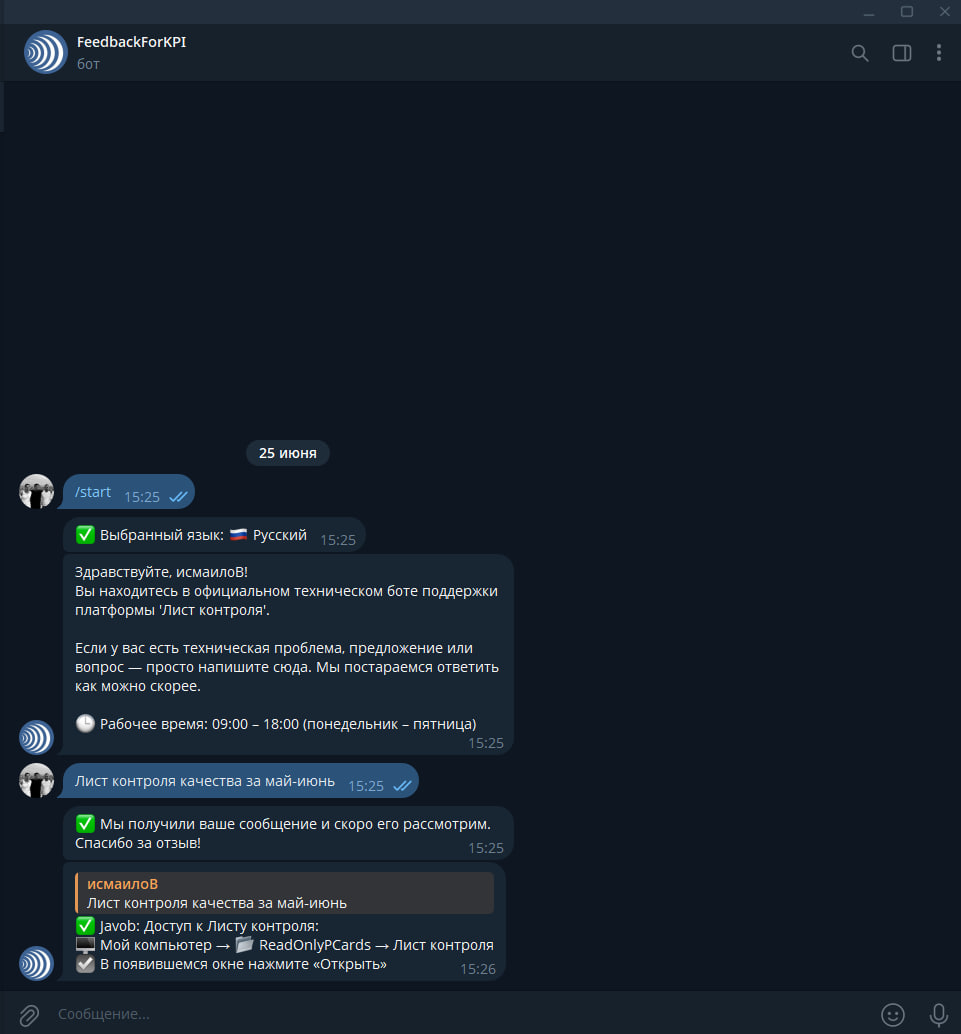 FeedbackForKPI
бот
25 июня
/start 15:25
✅ Выбранный язык: 🇷🇺 Русский 15:25
Здравствуйте, исмаилоВ!
Вы находитесь в официальном техническом боте поддержки
платформы 'Лист контроля'.
Если у вас есть техническая проблема, предложение или
вопрос — просто напишите сюда. Мы постараемся ответить
как можно скорее.
🕒 Рабочее время: 09:00 – 18:00 (понедельник – пятница)
15:25
Лист контроля качества за май-июнь 15:25
✅ Мы получили ваше сообщение и скоро его рассмотрим.
Спасибо за отзыв! 15:25
исмаилоВ
Лист контроля качества за май-июнь
✅ Javob: Доступ к Листу контроля:
🖥 Мой компьютер → 📂 ReadOnlyPCards → Лист контроля
☑ В появившемся окне нажмите «Открыть» 15:26
Сообщение...